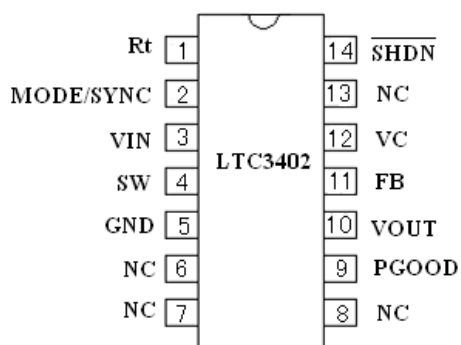 Rt 1 14 SHDN
MODE/SYNC 2 13 NC
VIN 3 12 VC
LTC3402
SW 4 11 FB
GND 5 10 VOUT
NC 6 9 PGOOD
NC 7 8 NC